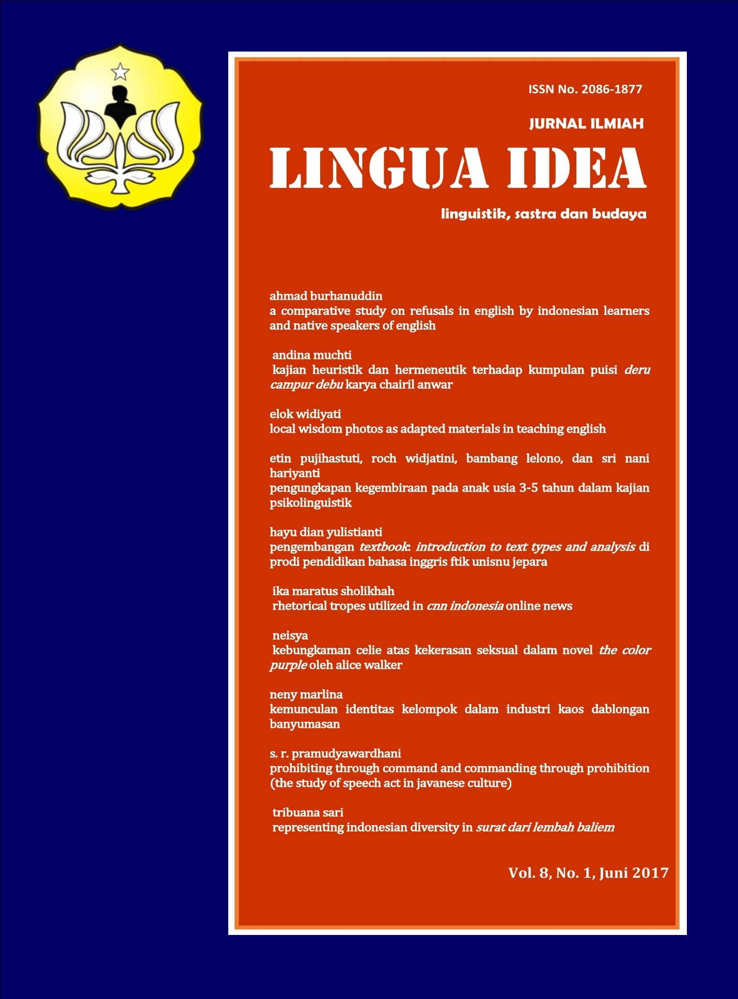 ISSN No. 2086-1877
JURNAL ILMIAH
LINGUA IDEA
linguistik, sastra dan budaya
ahmad burhanuddin
a comparative study on refusals in english by indonesian learners
and native speakers of english
andina muchti
kajian heuristik dan hermeneutik terhadap kumpulan puisi deru
campur debu karya chairil anwar
elok widiyati
local wisdom photos as adapted materials in teaching english
etin pujihastuti, roch widjatini, bambang lelono, dan sri nani
hariyanti
pengungkapan kegembiraan pada anak usia 3-5 tahun dalam kajian
psikolinguistik
hayu dian yulistianti
pengembangan textbook: introduction to text types and analysis di
prodi pendidikan bahasa inggris ftik unisnu jepara
ika maratus sholikhah
rhetorical tropes utilized in cnn indonesia online news
neisya
kebungkaman celie atas kekerasan seksual dalam novel the color
purple oleh alice walker
neny marlina
kemunculan identitas kelompok dalam industri kaos dablongan
banyumasan
s. r. pramudyawardhani
prohibiting through command and commanding through prohibition
(the study of speech act in javanese culture)
tribuana sari
representing indonesian diversity in surat dari lembah baliem
Vol. 8, No. 1, Juni 2017